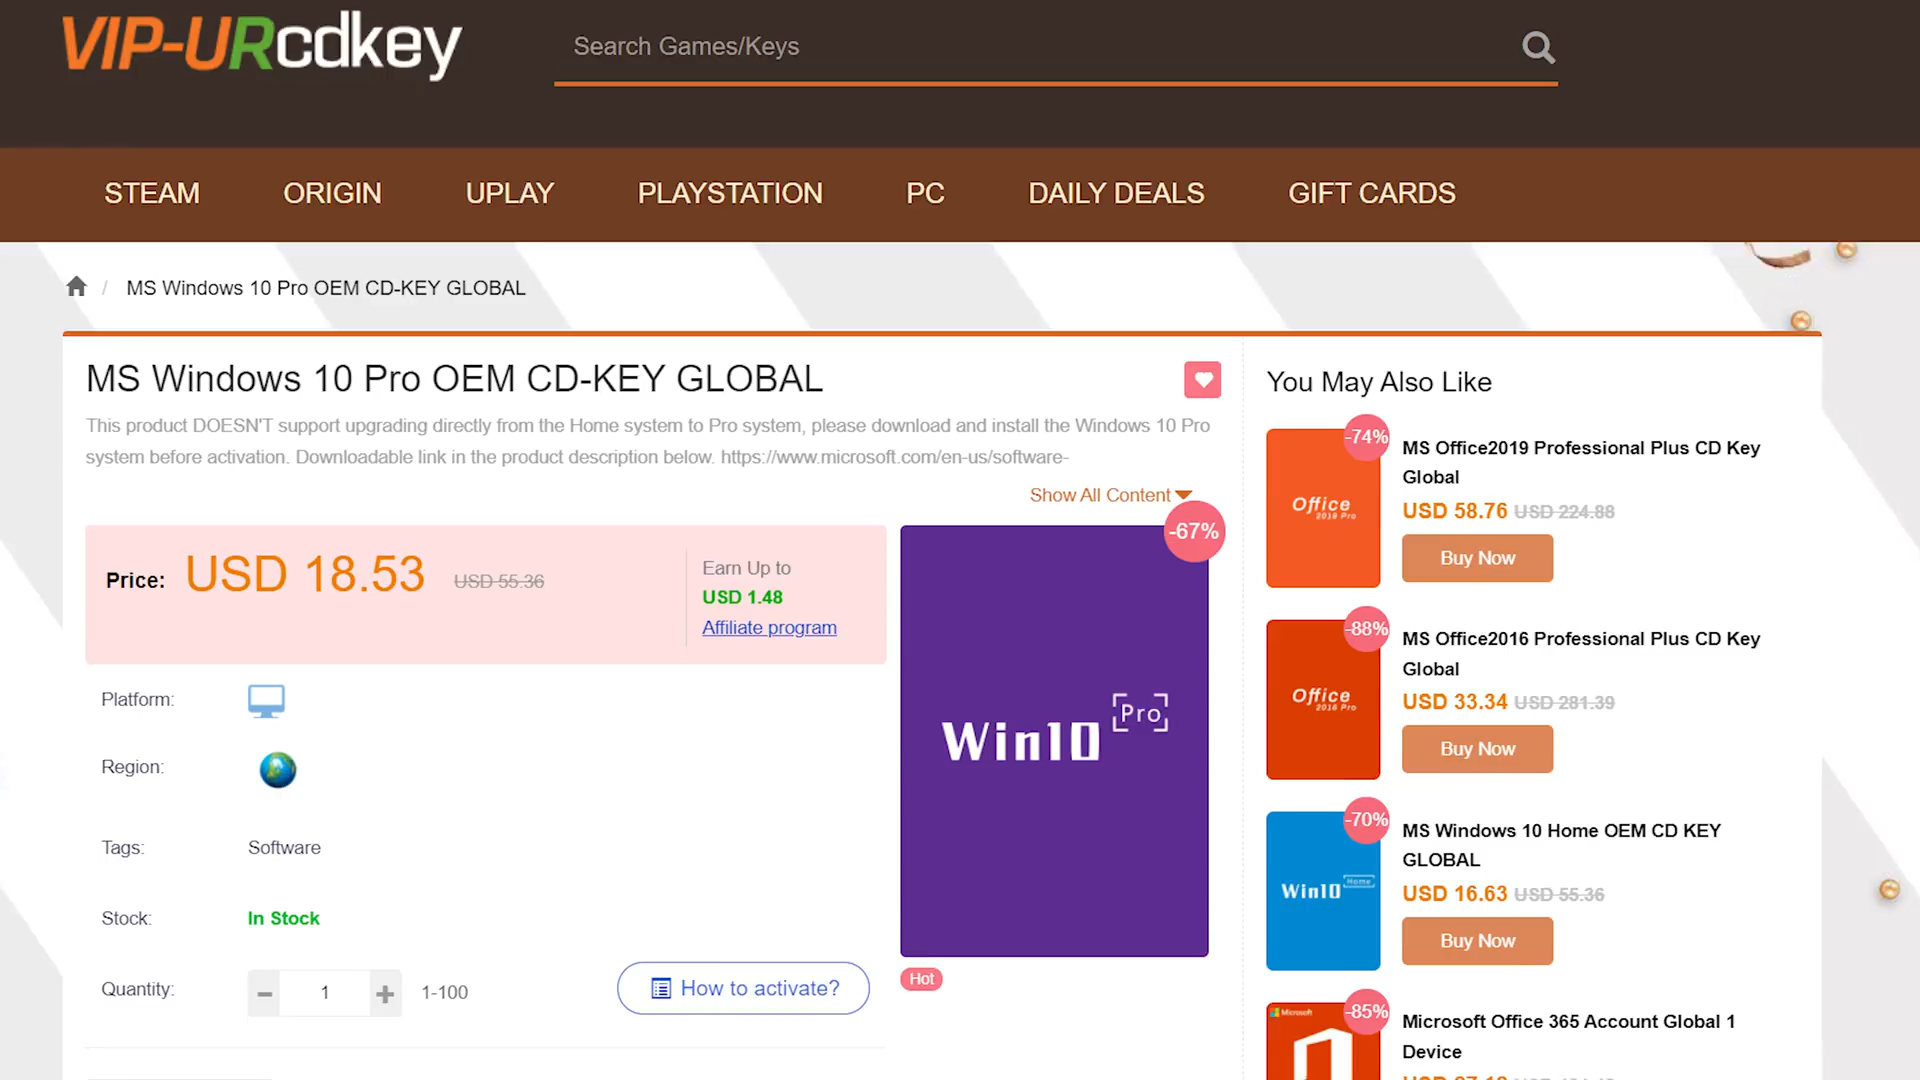 VIP-URcdkey
Search Games/Keys
STEAM ORIGIN UPLAY PLAYSTATION PC DAILY DEALS GIFT CARDS
/ MS Windows 10 Pro OEM CD-KEY GLOBAL
MS Windows 10 Pro OEM CD-KEY GLOBAL
This product DOESN'T support upgrading directly from the Home system to Pro system, please download and install the Windows 10 Pro
system before activation. Downloadable link in the product description below. https://www.microsoft.com/en-us/software-
Show All Content
Price: USD 18.53 USD 55.36
Earn Up to
USD 1.48
Affiliate program
Platform:
Region:
Tags: Software
Stock: In Stock
Quantity: 1 1-100
How to activate?
-67%
Win10 Pro
Hot
You May Also Like
-74%
Office
2019 Pro
MS Office2019 Professional Plus CD Key
Global
USD 58.76 USD 224.88
Buy Now
-88%
Office
2016 Pro
MS Office2016 Professional Plus CD Key
Global
USD 33.34 USD 281.39
Buy Now
-70%
Win10 Home
MS Windows 10 Home OEM CD KEY
GLOBAL
USD 16.63 USD 55.36
Buy Now
-85%
Microsoft
Microsoft Office 365 Account Global 1
Device